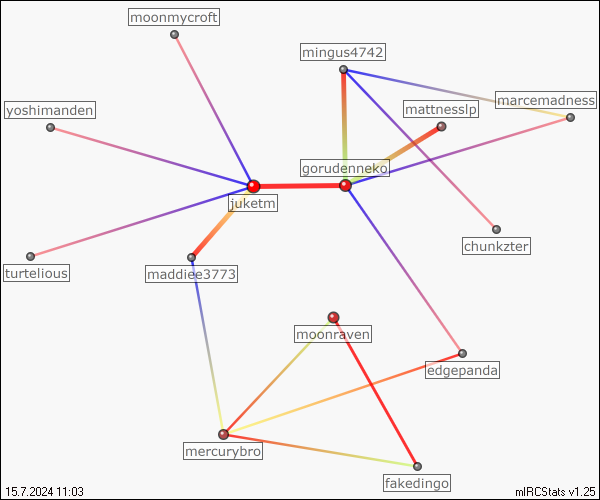 moonmycroft
mingus4742
marcemadness
yoshimanden
mattnesslp
gorudenneko
juketm
chunkzter
turtelious
maddiee3773
moonraven
edgepanda
mercurybro
fakedingo
15.7.2024 11:03
mIRCStats v1.25